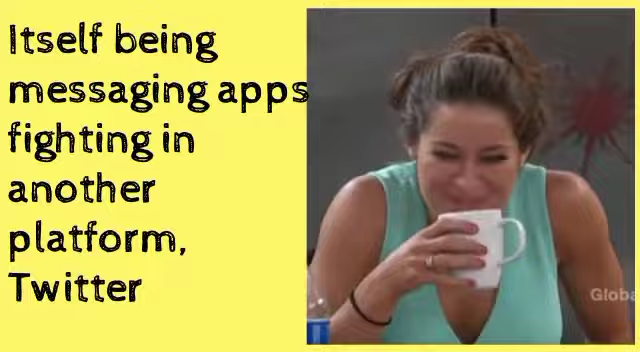 Itself being
messaging apps
fighting in
another
platform,
Twitter
Globa